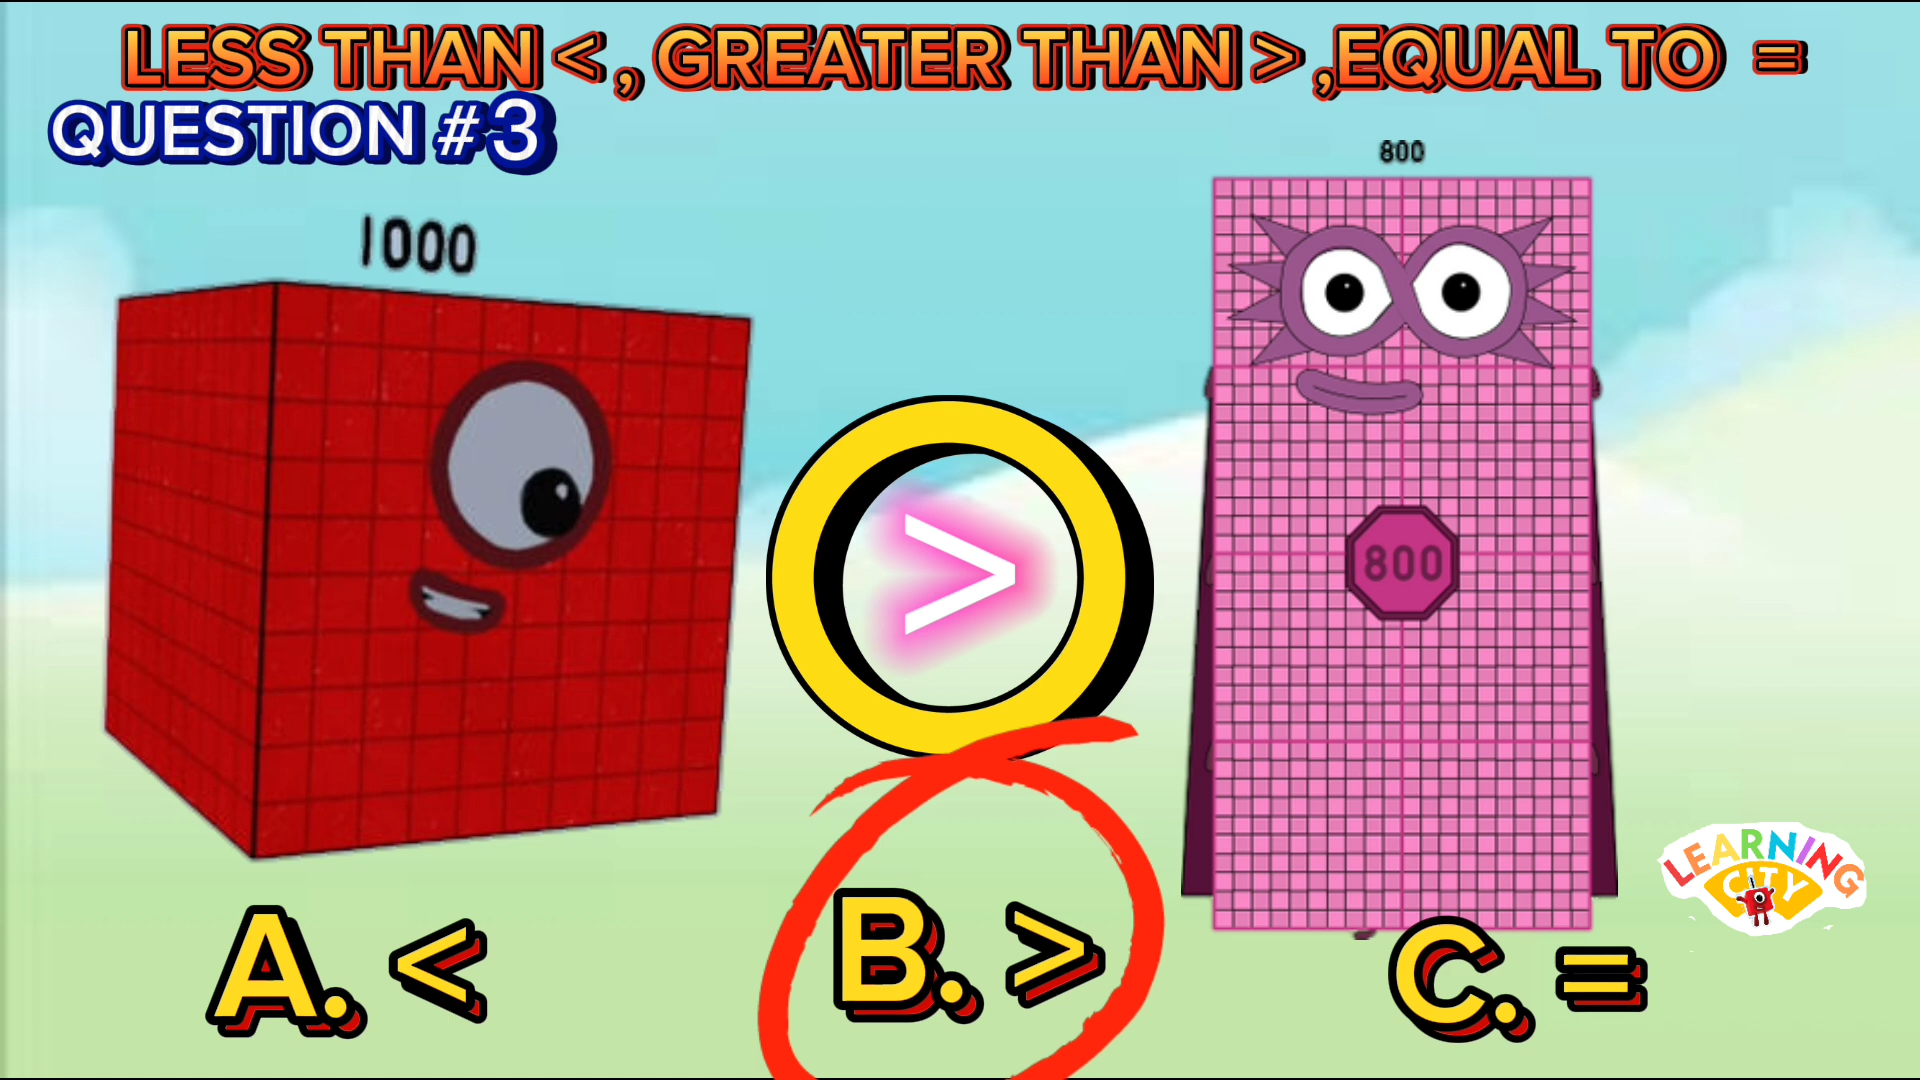 LESS THAN < , GREATER THAN > ,EQUAL TO =
QUESTION #3
1000
800
>
800
A. <
B. >
C. =
LEARNING
CITY